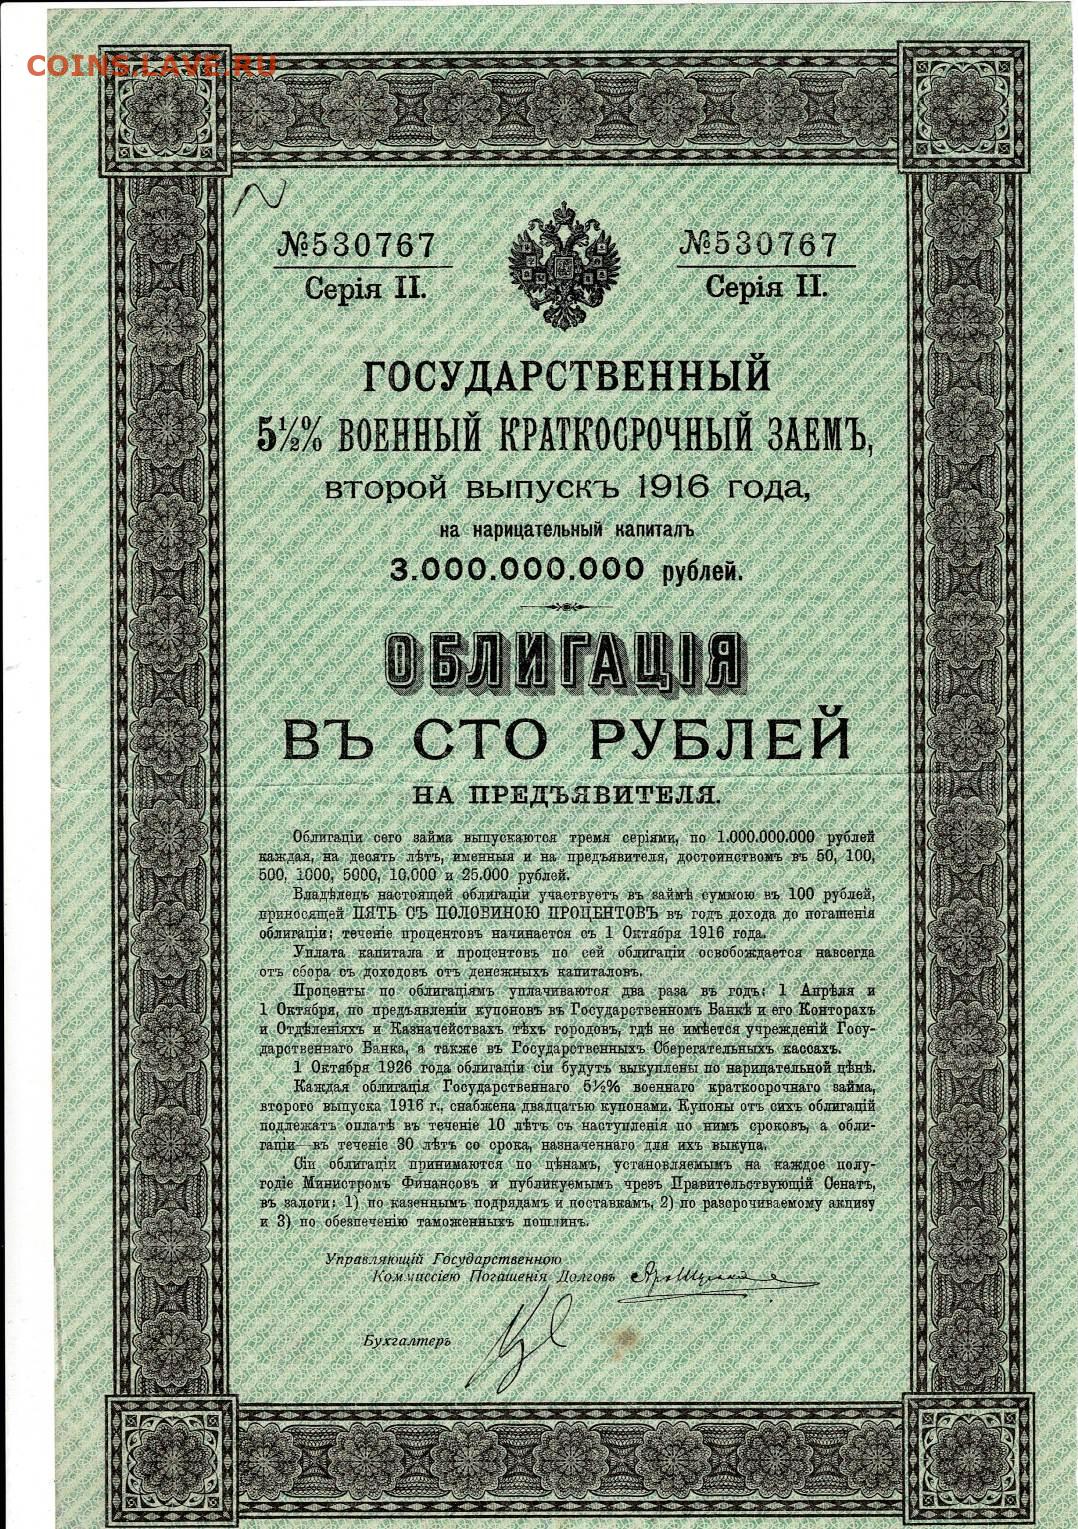 COINS.LAVE.RU
№530767
Серія II.
№530767
Серія II.
ГОСУДАРСТВЕННЫЙ
5½% ВОЕННЫЙ КРАТКОСРОЧНЫЙ ЗАЕМЪ,
ВТОРОЙ ВЫПУСКЪ 1916 ГОДА,
на нарицательный капиталъ
3.000.000.000 рублей.
ОБЛИГАЦІЯ
ВЪ СТО РУБЛЕЙ
НА ПРЕДЪЯВИТЕЛЯ.
Облигаціи сего займа выпускаются тремя серіями, по 1.000.000.000 рублей
каждая, на десять лѣтъ, именныя и на предъявителя, достоинствомъ въ 50, 100,
500, 1000, 5000, 10.000 и 25.000 рублей.
Владѣлецъ настоящей облигаціи участвуетъ въ займѣ суммою въ 100 рублей,
приносящей ПЯТЬ СЪ ПОЛОВИНОЮ ПРОЦЕНТОВЪ въ годъ дохода до погашенія
облигаціи; теченіе процентовъ начинается съ 1 Октября 1916 года.
Уплата капитала и процентовъ по сей облигаціи освобождается навсегда
отъ сбора съ доходовъ отъ денежныхъ капиталовъ.
Проценты по облигаціямъ уплачиваются два раза въ годъ: 1 Апрѣля и
1 Октября, по предъявленіи купоновъ въ Государственномъ Банкѣ и его Конторахъ
и Отдѣленіяхъ и Казначействахъ тѣхъ городовъ, гдѣ не имѣется учрежденій Госу-
дарственнаго Банка, а также въ Государственныхъ Сберегательныхъ кассахъ.
1 Октября 1926 года облигаціи сіи будутъ выкуплены по нарицательной цѣнѣ.
Каждая облигація Государственнаго 5½% военнаго краткосрочнаго займа,
второго выпуска 1916 г., снабжена двадцатью купонами. Купоны отъ сихъ облигацій
подлежатъ оплатѣ въ теченіе 10 лѣтъ съ наступленія по нимъ сроковъ, а обли-
гаціи—въ теченіе 30 лѣтъ со срока, назначеннаго для ихъ выкупа.
Сіи облигаціи принимаются по цѣнамъ, установляемымъ на каждое полу-
годіе Министромъ Финансовъ и публикуемымъ чрезъ Правительствующій Сенатъ,
въ залоги: 1) по казеннымъ подрядамъ и поставкамъ, 2) по разсрочиваемому акцизу
и 3) по обезпеченію таможенныхъ пошлинъ.
Управляющій Государственною
Коммиссіею Погашенія Долговъ
Бухгалтеръ